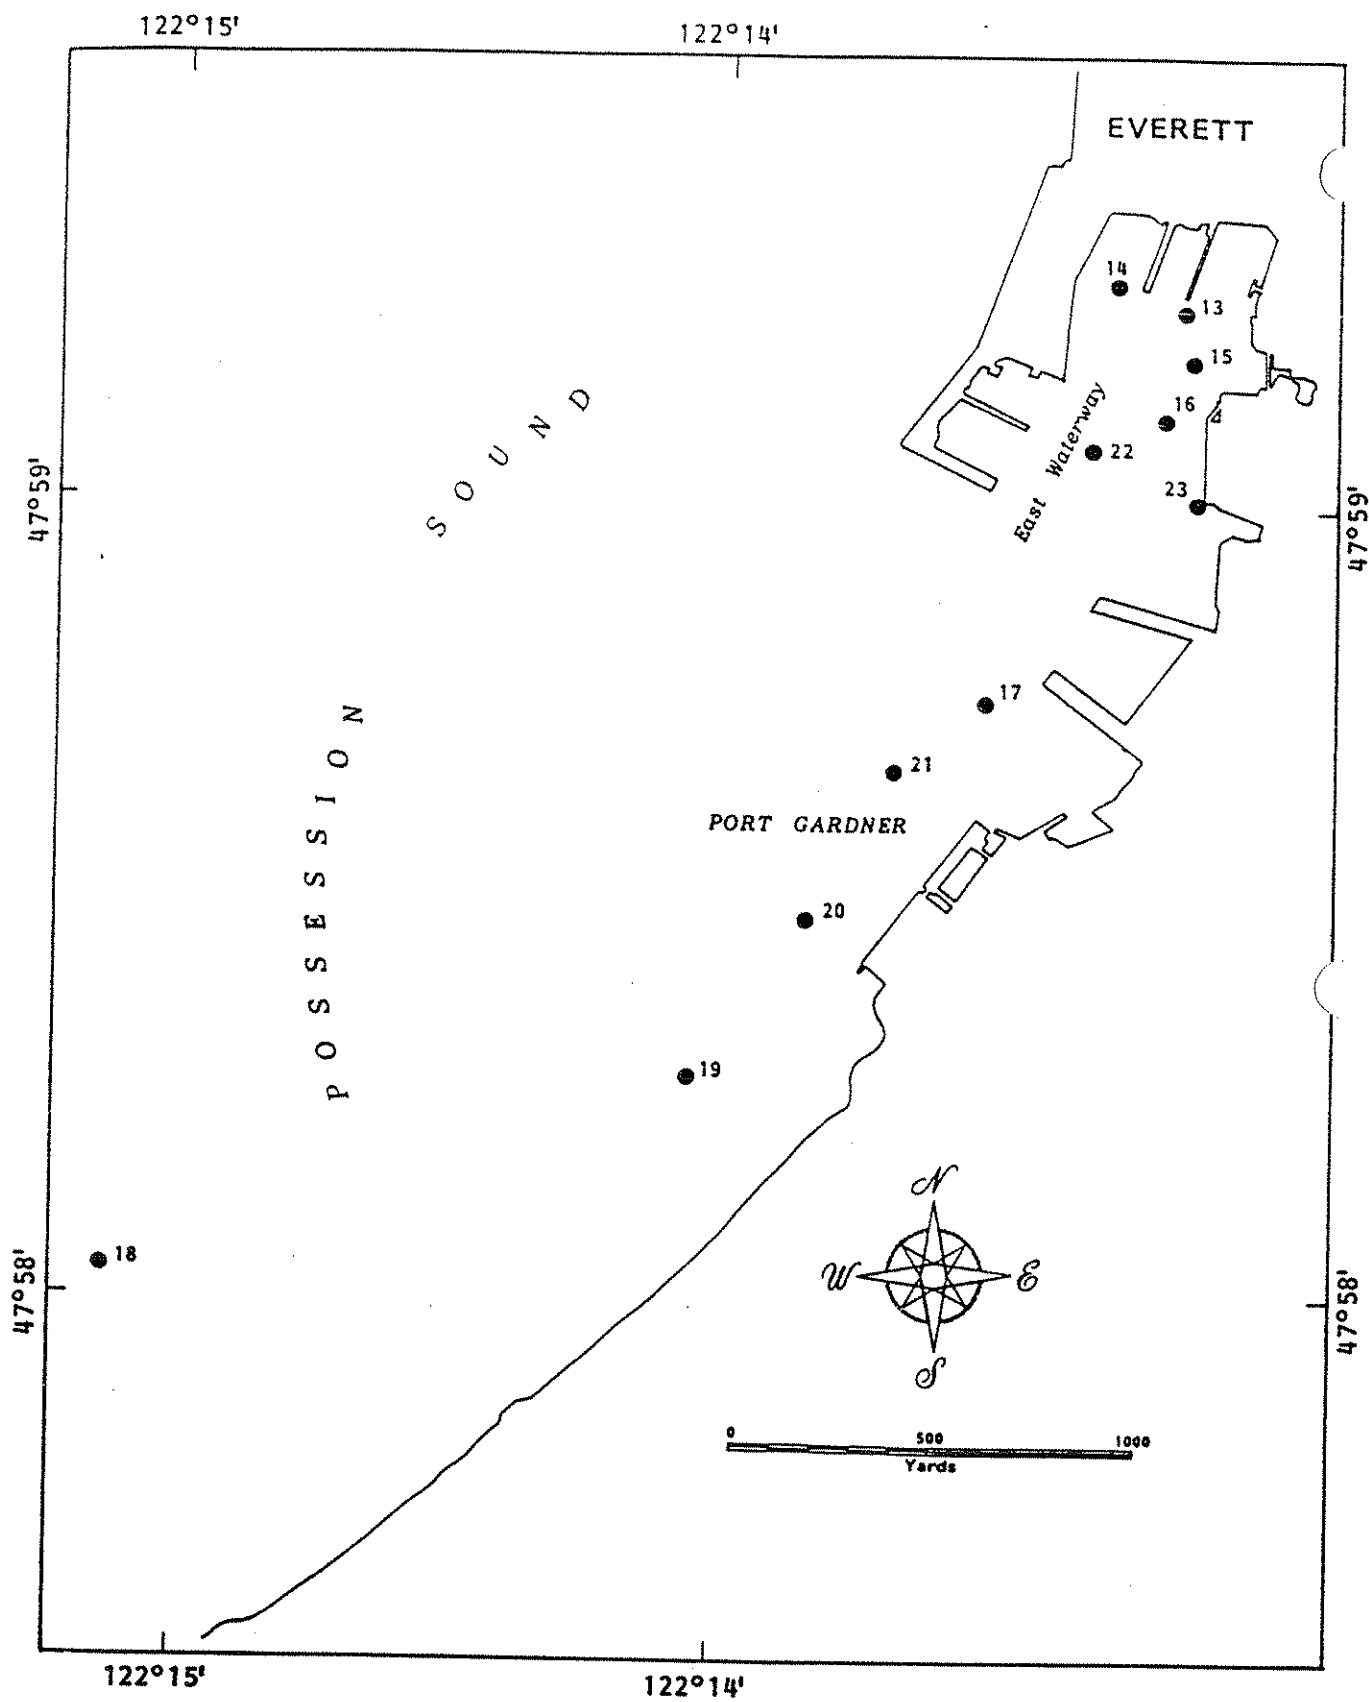 122°15'
122°14'
EVERETT
14
13
15
16
22
23
East Waterway
47°59'
47°59'
SOUND
POSSESSION
17
21
PORT GARDNER
20
19
18
N
W
E
S
47°58'
47°58'
0 500 1000
Yards
122°15'
122°14'